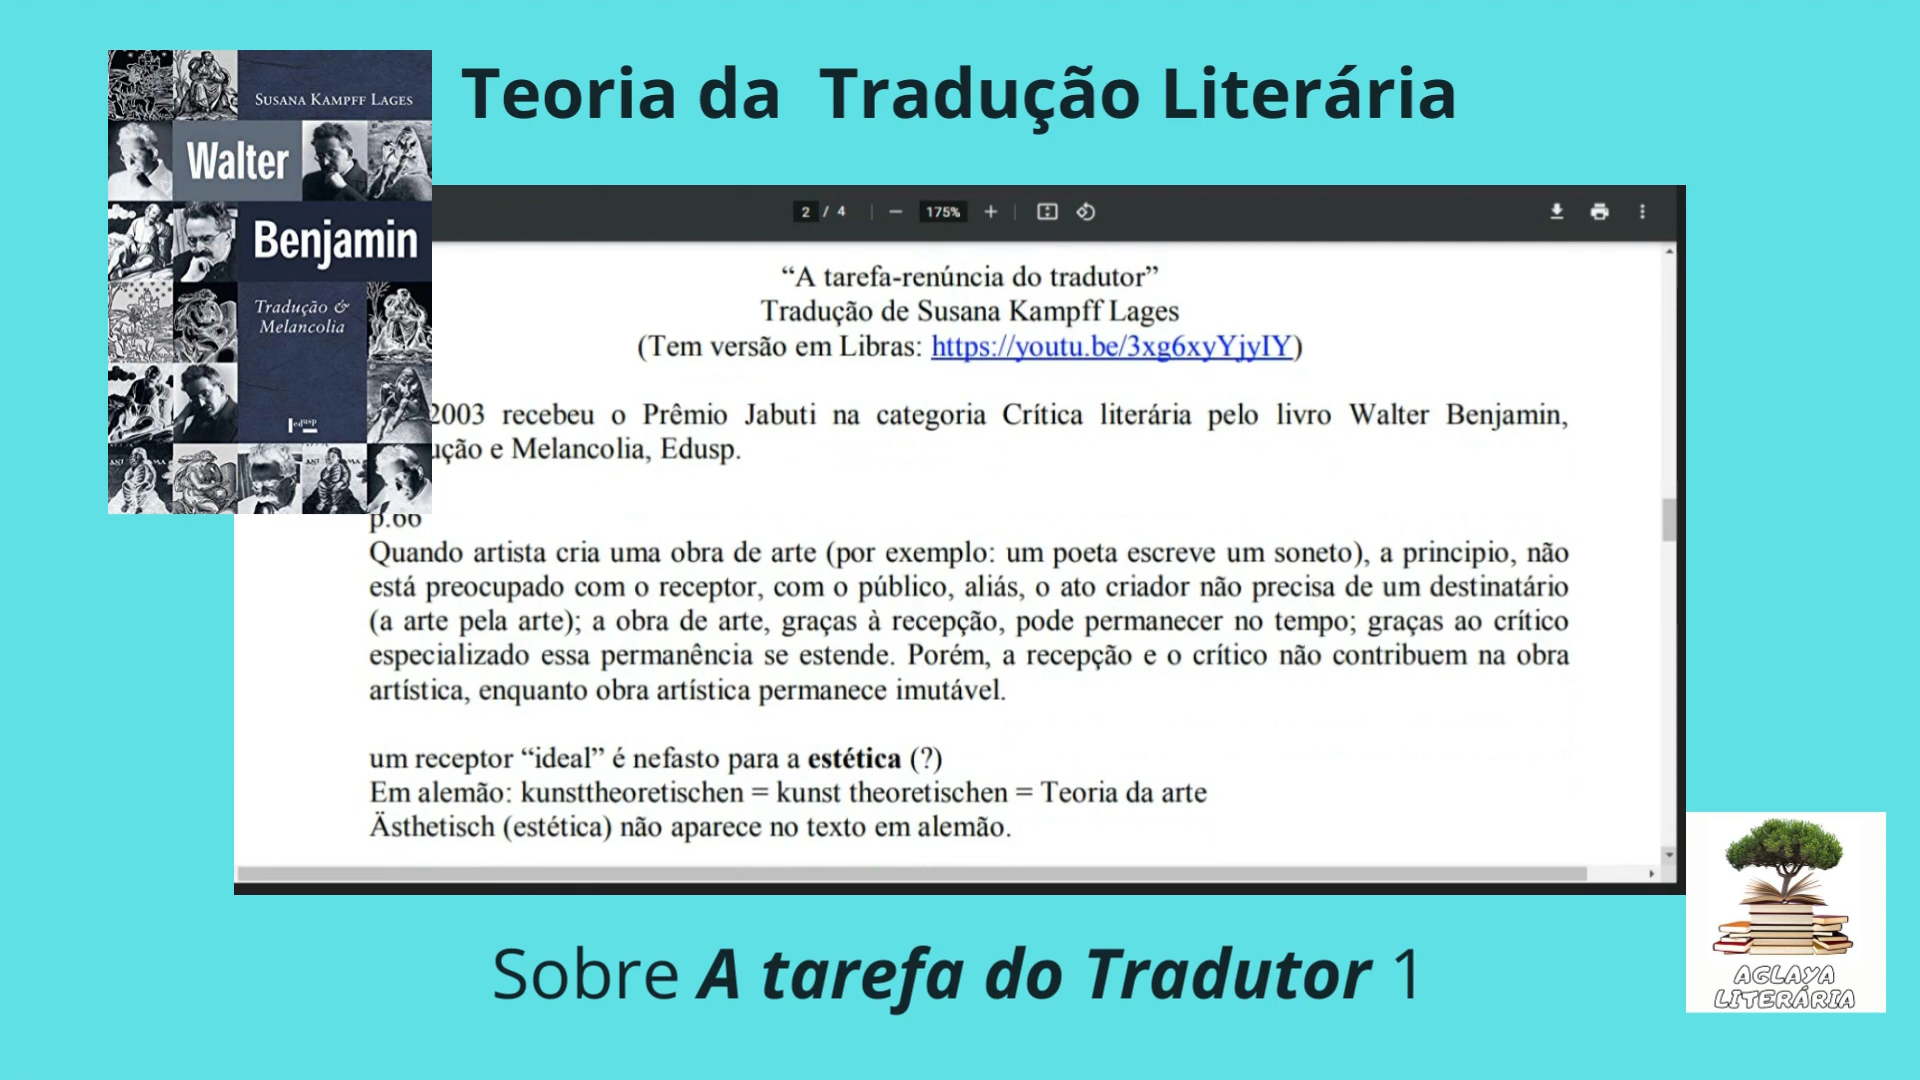 Teoria da Tradução Literária
SUSANA KAMPFF LAGES
Walter
Benjamin
Tradução &
Melancolia
edusp
2 / 4
175%
“A tarefa-renúncia do tradutor”
Tradução de Susana Kampff Lages
(Tem versão em Libras: https://youtu.be/3xg6xyYjyIY)
2003 recebeu o Prêmio Jabuti na categoria Crítica literária pelo livro Walter Benjamin,
ução e Melancolia, Edusp.
p.66
Quando artista cria uma obra de arte (por exemplo: um poeta escreve um soneto), a principio, não
está preocupado com o receptor, com o público, aliás, o ato criador não precisa de um destinatário
(a arte pela arte); a obra de arte, graças à recepção, pode permanecer no tempo; graças ao crítico
especializado essa permanência se estende. Porém, a recepção e o crítico não contribuem na obra
artística, enquanto obra artística permanece imutável.
um receptor “ideal” é nefasto para a estética (?)
Em alemão: kunsttheoretischen = kunst theoretischen = Teoria da arte
Ästhetisch (estética) não aparece no texto em alemão.
AGLAYA
LITERÁRIA
Sobre A tarefa do Tradutor 1